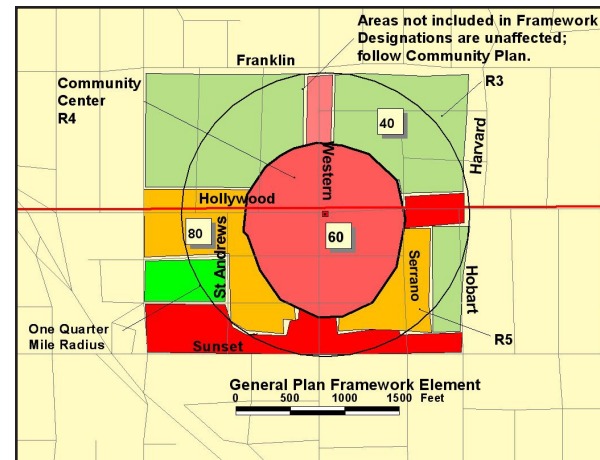 Areas not included in Framework
Designations are unaffected;
follow Community Plan.
Franklin
Community
Center
R4
R3
40
Harvard
Western
Hollywood
80
60
St Andrews
Serrano
Hobart
One Quarter
Mile Radius
R5
Sunset
General Plan Framework Element
0 500 1000 1500 Feet